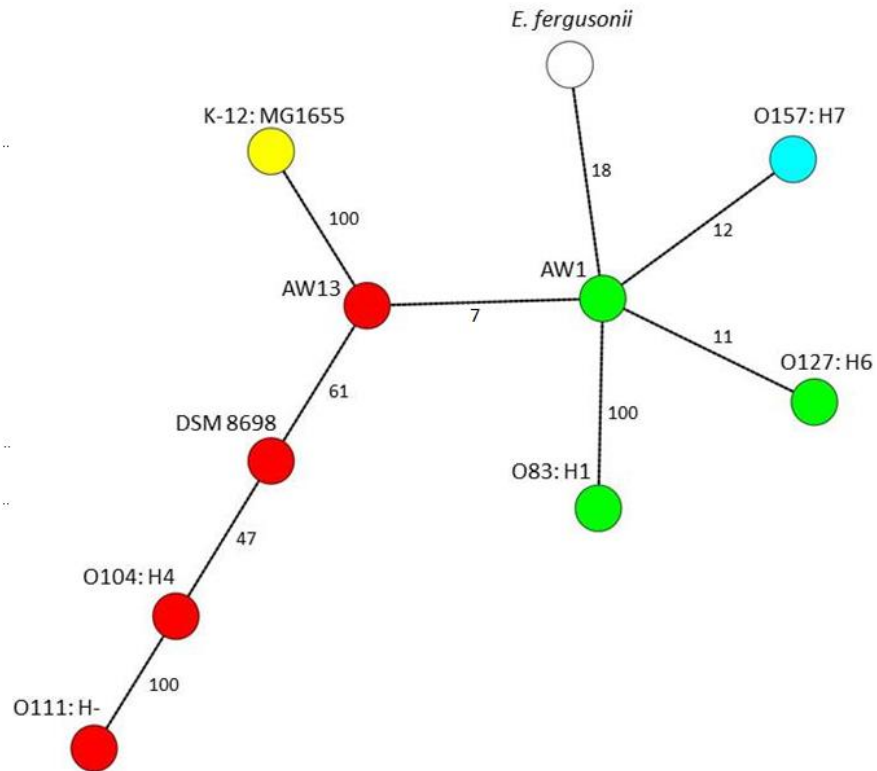 E. fergusonii
K-12: MG1655
O157: H7
..
18
100
12
AW1
AW13
7
11
O127: H6
61
100
DSM 8698
..
O83: H1
..
47
O104: H4
100
O111: H-